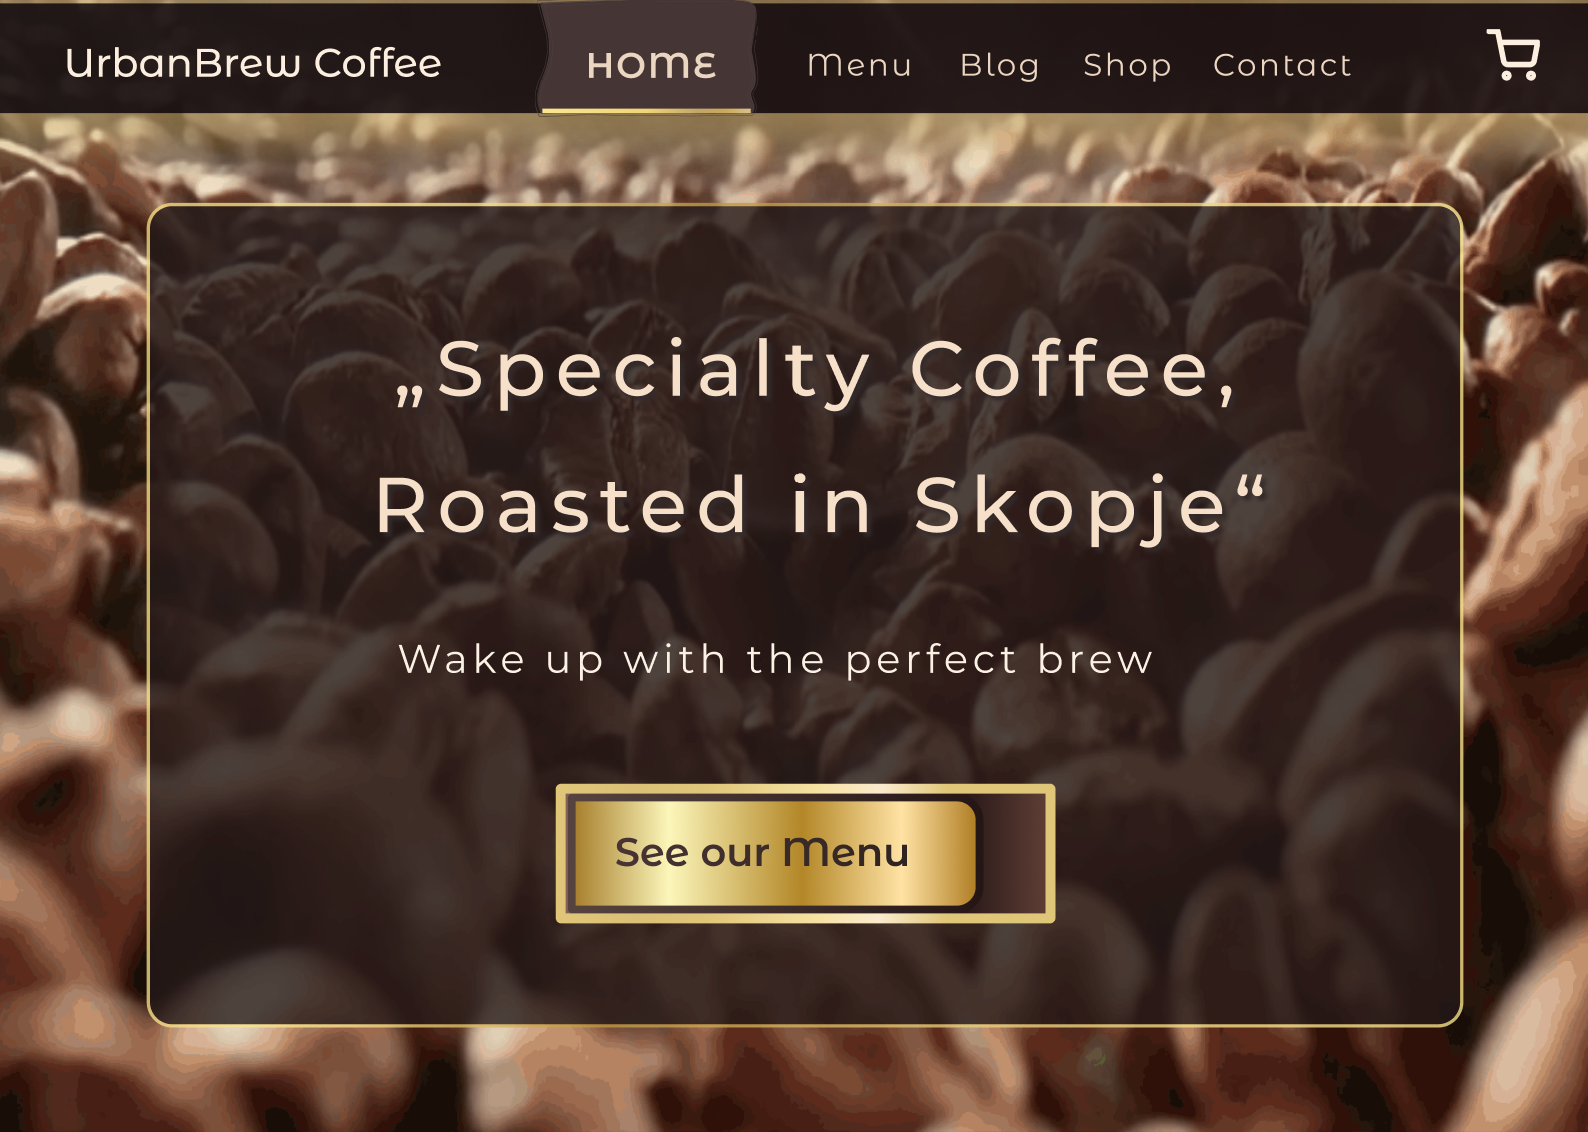 UrbanBrew Coffee
HOME
Menu
Blog
Shop
Contact
„Specialty Coffee,
Roasted in Skopje“
Wake up with the perfect brew
See our Menu